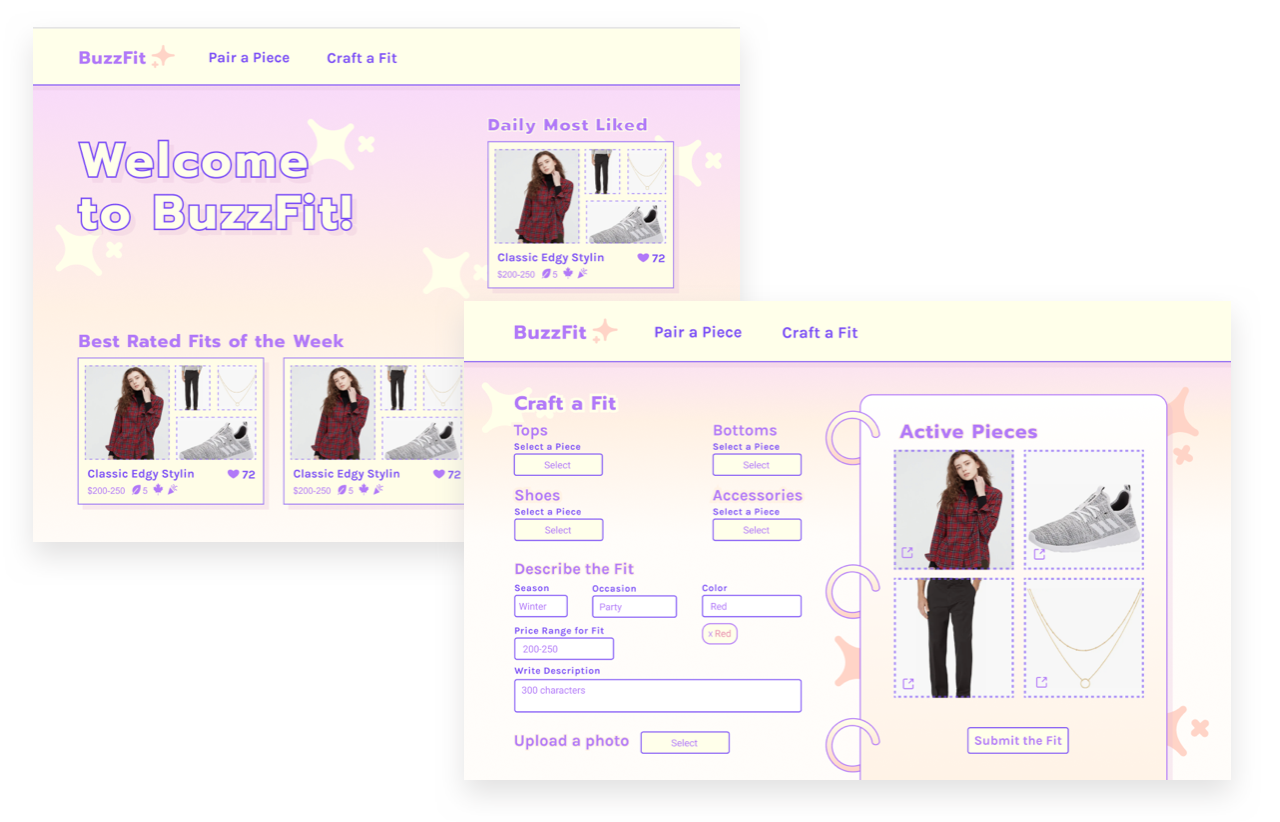 BuzzFit
Pair a Piece
Craft a Fit
Welcome
to BuzzFit!
Daily Most Liked
Classic Edgy Stylin
72
$200-250
5
Best Rated Fits of the Week
Classic Edgy Stylin
72
$200-250
5
Classic Edgy Stylin
72
$200-250
5
BuzzFit
Pair a Piece
Craft a Fit
Craft a Fit
Tops
Select a Piece
Select
Bottoms
Select a Piece
Select
Shoes
Select a Piece
Select
Accessories
Select a Piece
Select
Describe the Fit
Season
Winter
Occasion
Party
Color
Red
x Red
Price Range for Fit
200-250
Write Description
300 characters
Upload a photo
Select
Active Pieces
Submit the Fit